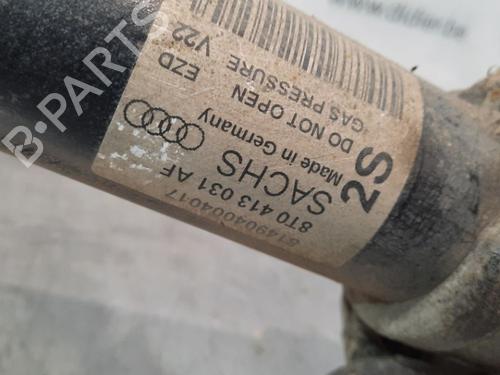 V22
EZD
GAS PRESSURE
DO NOT OPEN
Made in Germany
2S
SACHS
8T0 413 031 AF
814904004017
B-PARTS